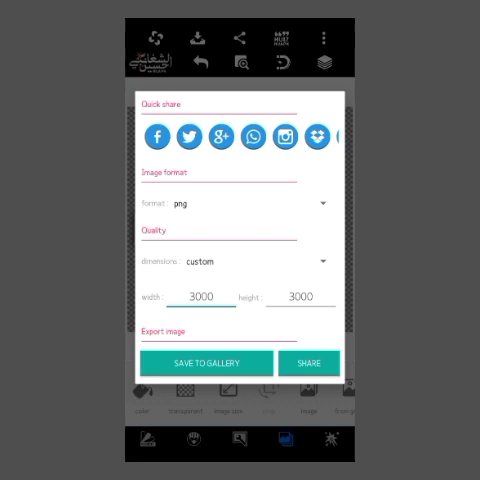 Quick share
Image format
format : png
Quality
dimensions : custom
width : 3000 height : 3000
Export image
SAVE TO GALLERY SHARE
color transparent image size crop image